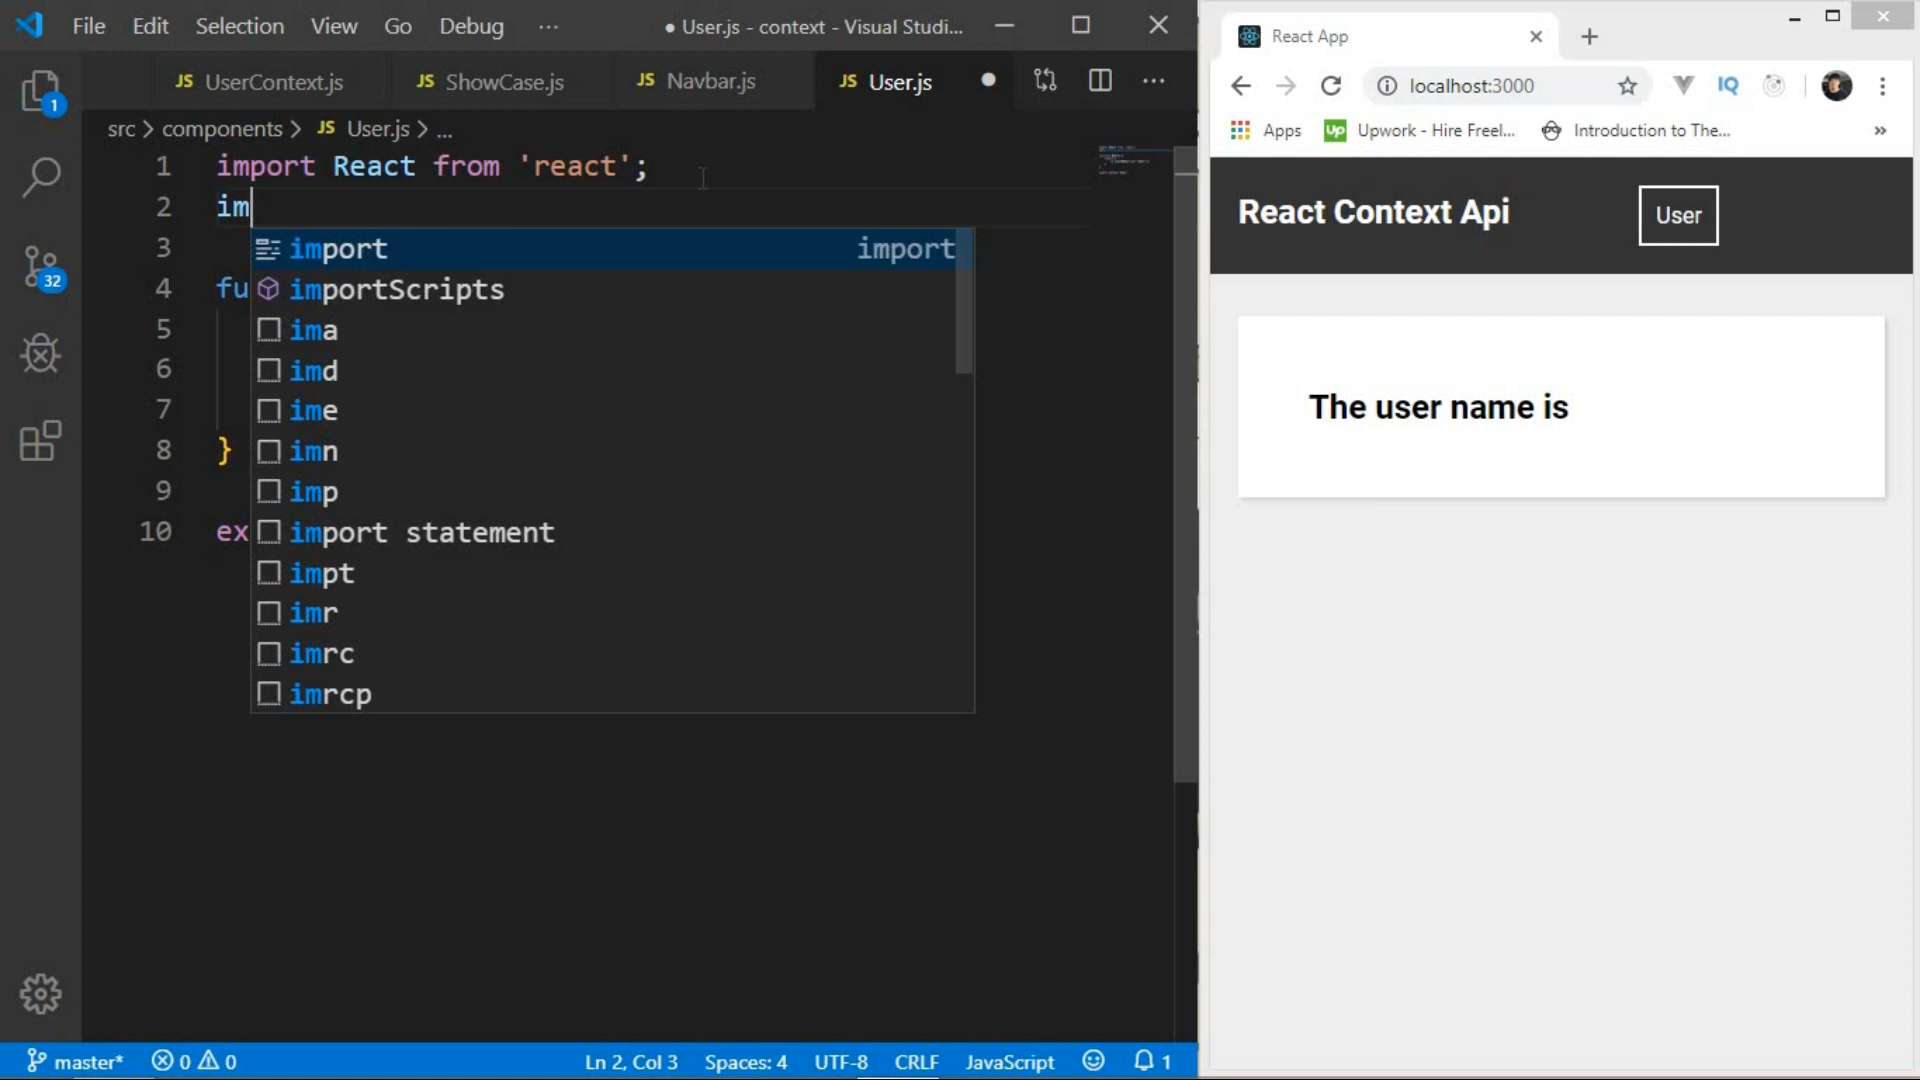 File Edit Selection View Go Debug ··· ● User.js - context - Visual Studi...
JS UserContext.js JS ShowCase.js JS Navbar.js JS User.js ● ···
1
src > components > JS User.js > ...
1 import React from 'react';
2 im
3 import import
4 fu importScripts
5 ima
6 imd
7 ime
8 } imn
9 imp
10 ex import statement
impt
imr
imrc
imrcp
32
master* 0 0 Ln 2, Col 3 Spaces: 4 UTF-8 CRLF JavaScript 1
React App
localhost:3000 IQ
Apps Up Upwork - Hire Freel... Introduction to The... »
React Context Api User
The user name is